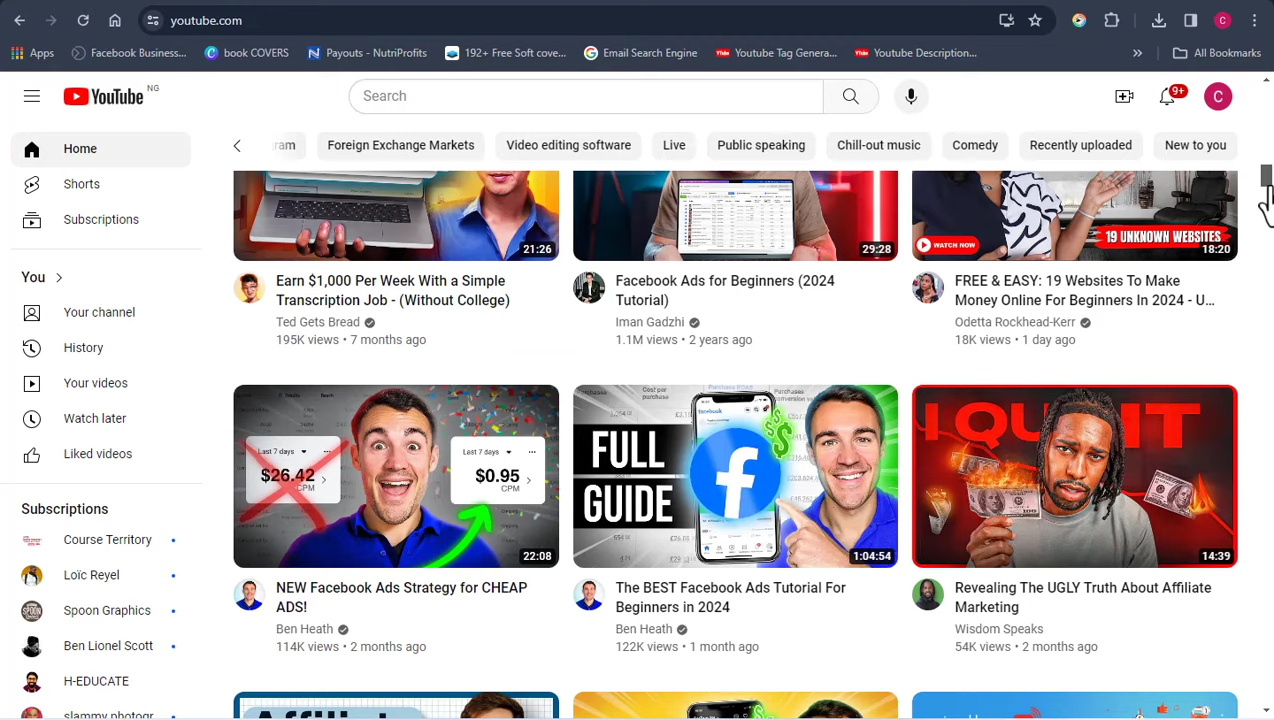 youtube.com
C
Apps
Facebook Business...
book COVERS
Payouts - NutriProfits
192+ Free Soft cove...
Email Search Engine
Youtube Tag Genera...
Youtube Description...
»
All Bookmarks
YouTube NG
Search
9+
C
Home
ram
Foreign Exchange Markets
Video editing software
Live
Public speaking
Chill-out music
Comedy
Recently uploaded
New to you
Shorts
Subscriptions
You
Your channel
History
Your videos
Watch later
Liked videos
Subscriptions
Course Territory
Loïc Reyel
Spoon Graphics
Ben Lionel Scott
H-EDUCATE
slammy photogr
21:26
29:28
WATCH NOW
19 UNKNOWN WEBSITES
18:20
Earn $1,000 Per Week With a Simple
Transcription Job - (Without College)
Ted Gets Bread
195K views • 7 months ago
Facebook Ads for Beginners (2024
Tutorial)
Iman Gadzhi
1.1M views • 2 years ago
FREE & EASY: 19 Websites To Make
Money Online For Beginners In 2024 - U...
Odetta Rockhead-Kerr
18K views • 1 day ago
Last 7 days
$26.42
CPM
Last 7 days
$0.95
CPM
22:08
FULL
GUIDE
facebook
1:04:54
I QUIT
14:39
NEW Facebook Ads Strategy for CHEAP
ADS!
Ben Heath
114K views • 2 months ago
The BEST Facebook Ads Tutorial For
Beginners in 2024
Ben Heath
122K views • 1 month ago
Revealing The UGLY Truth About Affiliate
Marketing
Wisdom Speaks
54K views • 2 months ago
Affiliate